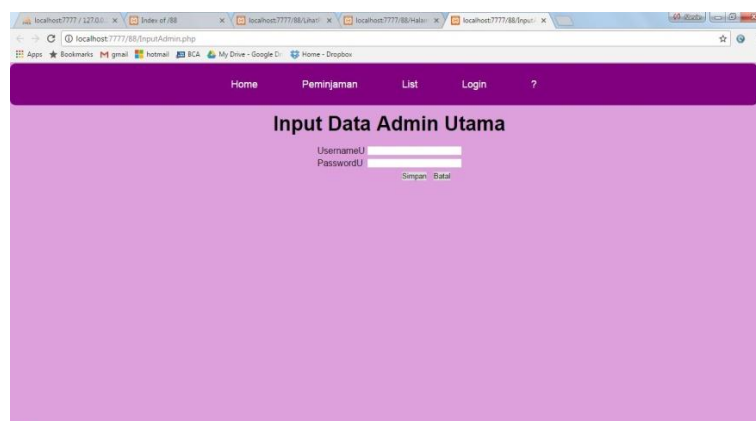 localhost:7777 / 127.0.0.
Index of /88
localhost:7777/88/Lihat
localhost:7777/88/Halan
localhost:7777/88/Input
localhost:7777/88/InputAdmin.php
Apps
Bookmarks
gmail
hotmail
BCA
My Drive - Google Dr
Home - Dropbox
Home
Peminjaman
List
Login
?
Input Data Admin Utama
UsernameU
PasswordU
Simpan
Batal